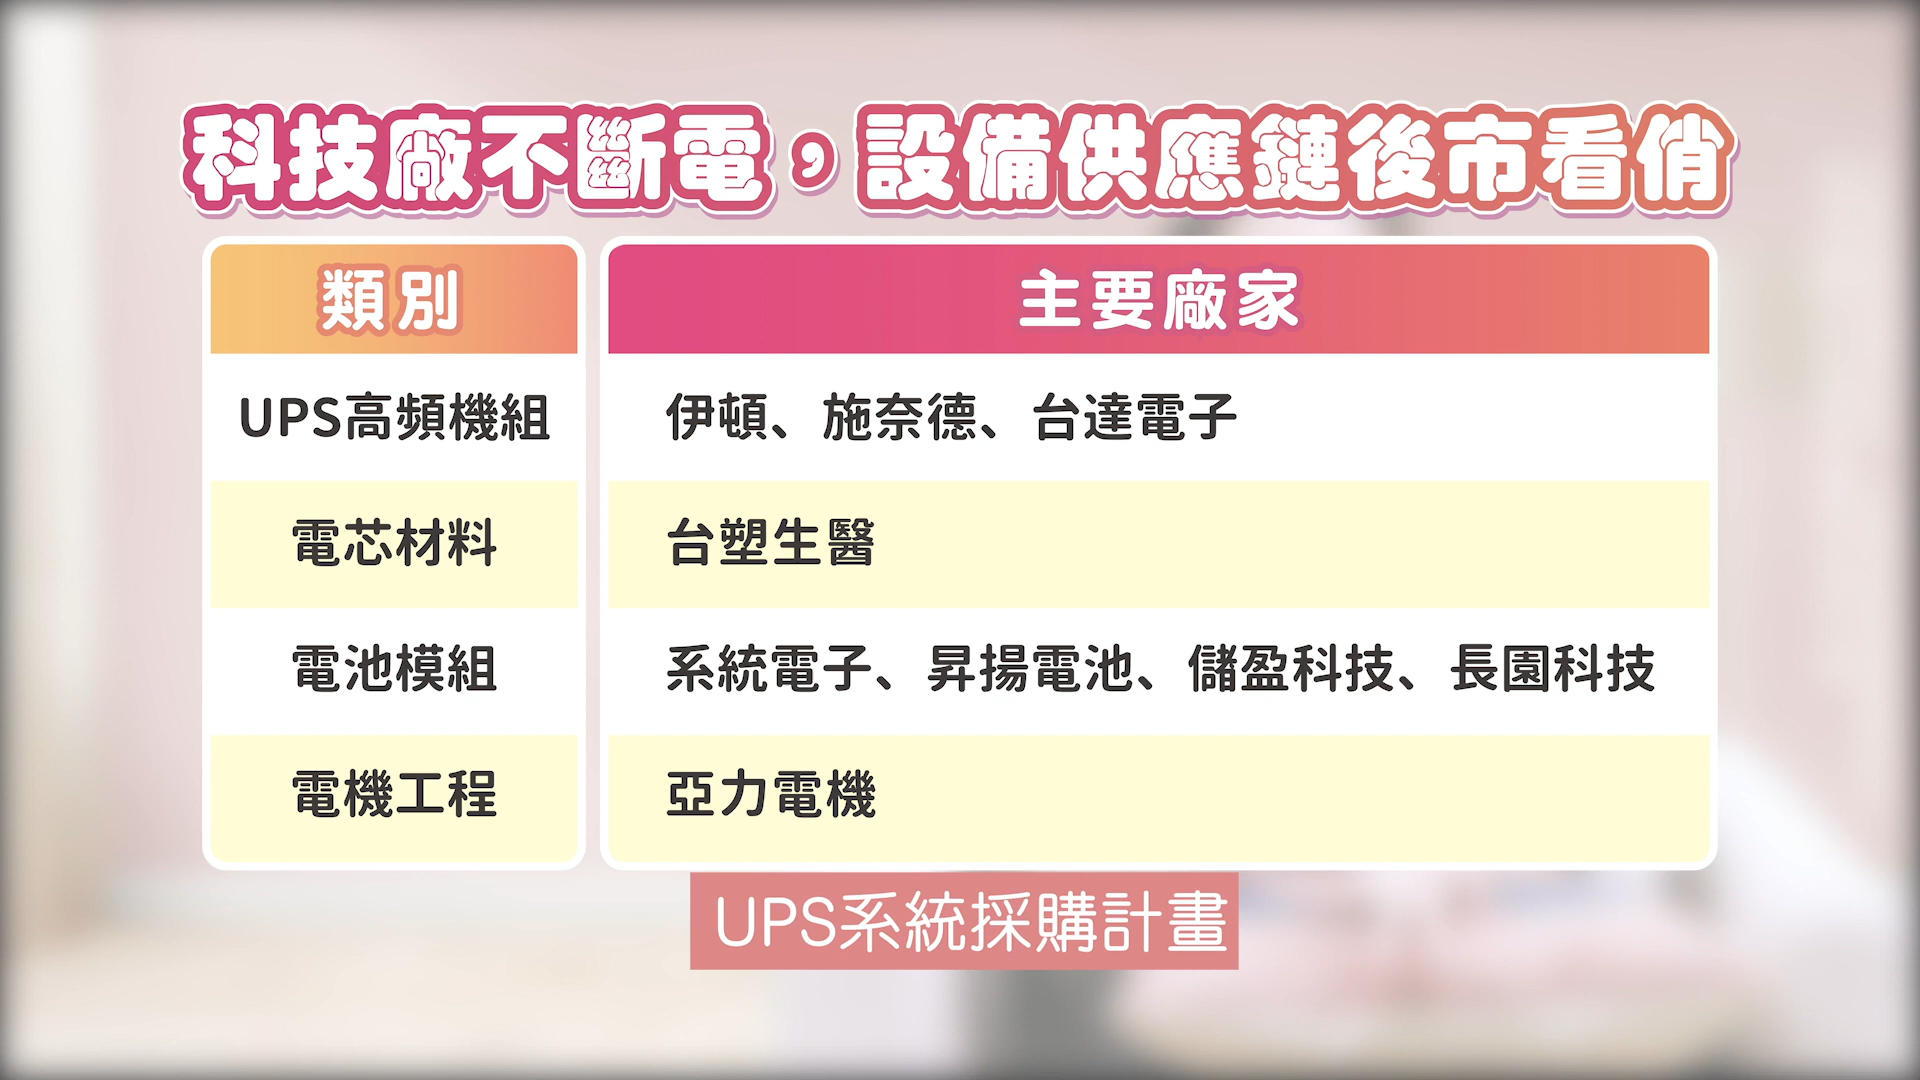 科技廠不斷電，設備供應鏈後市看俏
類別 主要廠家
UPS高頻機組 伊頓、施奈德、台達電子
電芯材料 台塑生醫
電池模組 系統電子、昇揚電池、儲盈科技、長園科技
電機工程 亞力電機
UPS系統採購計畫